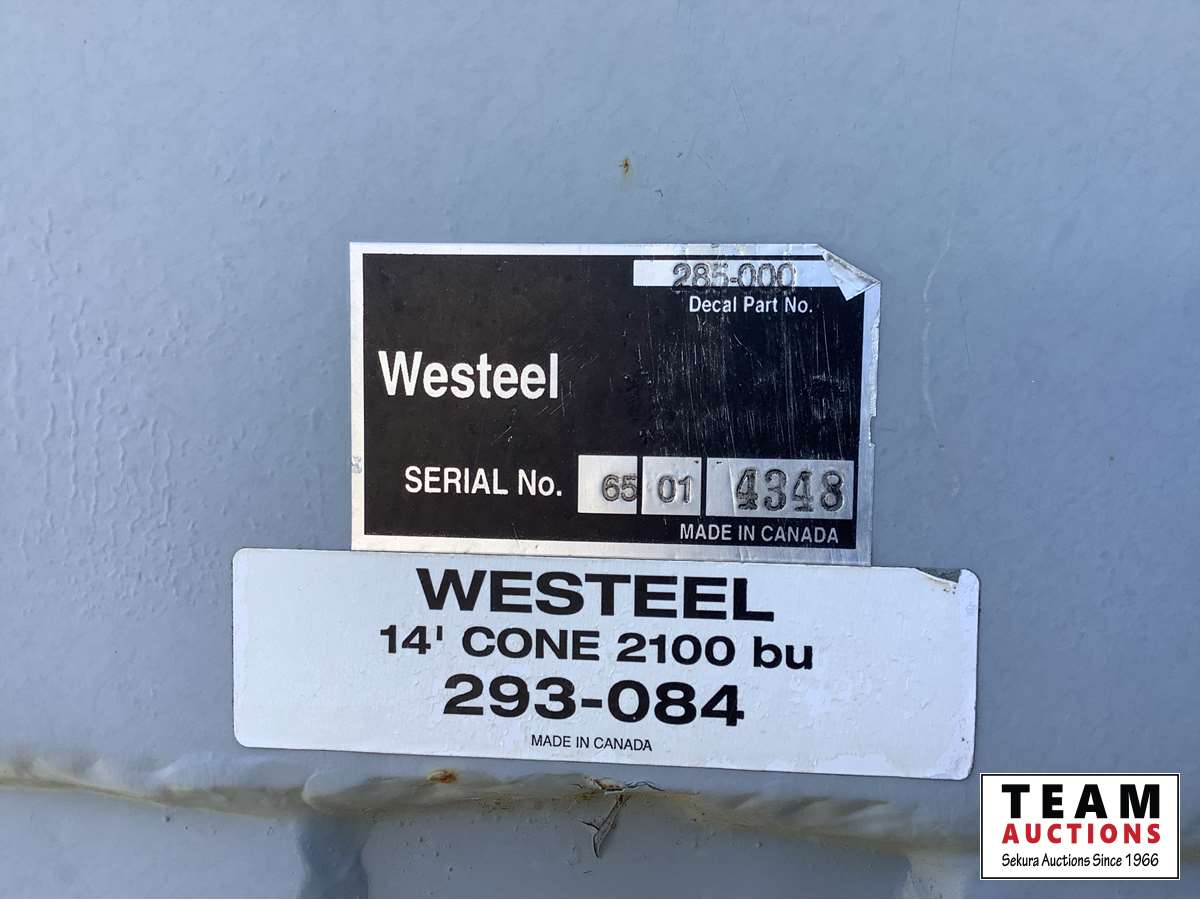 285-000
Decal Part No.
Westeel
SERIAL No. 65 01 4348
MADE IN CANADA
WESTEEL
14' CONE 2100 bu
293-084
MADE IN CANADA
TEAM
AUCTIONS
Sekura Auctions Since 1966